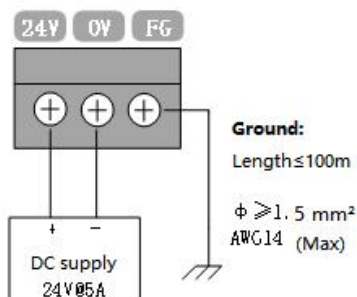 24V 0V FG
Ground:
Length≤100m
φ ≥1. 5 mm²
AWG14 (Max)
+ −
DC supply
24V@5A